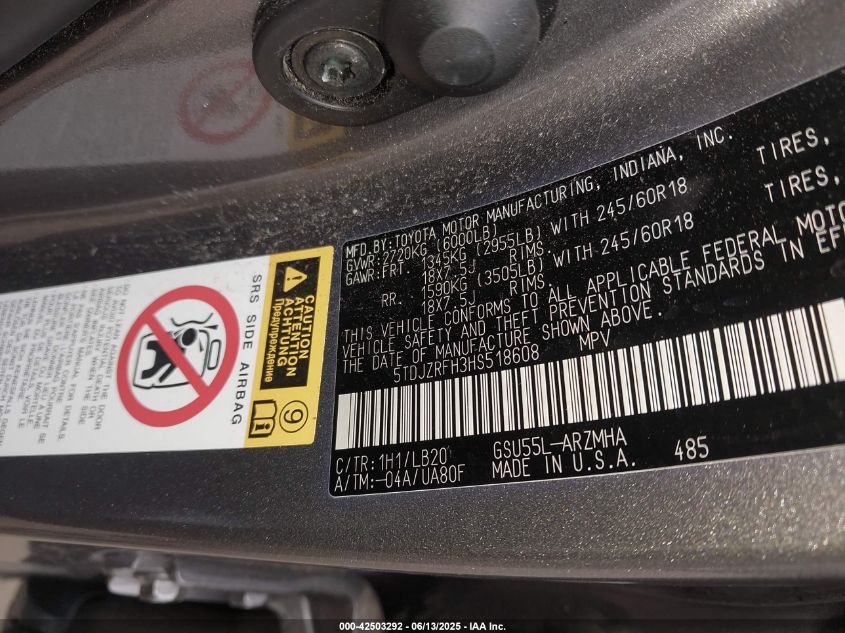 MFD.BY:TOYOTA MOTOR MANUFACTURING, INDIANA, INC.
GVWR:2720KG (6000LB)
GAWR:FRT. 1345KG (2955LB) WITH 245/60R18 TIRES,
18X7.5J RIMS,
RR. 1590KG (3505LB) WITH 245/60R18 TIRES,
18X7.5J RIMS,
THIS VEHICLE CONFORMS TO ALL APPLICABLE FEDERAL MOTO
VEHICLE SAFETY AND THEFT PREVENTION STANDARDS IN EFF
THE DATE OF MANUFACTURE SHOWN ABOVE.
5TDJZRFH3HS518608 MPV
C/TR:1H1/LB20 GSU55L-ARZMHA
A/TM:-04A/UA80F MADE IN U.S.A. 485
CAUTION
ATTENTION
ACHTUNG
Предупреждение
9
SRS SIDE AIRBAG
000-42503292 - 06/13/2025 - IAA Inc.